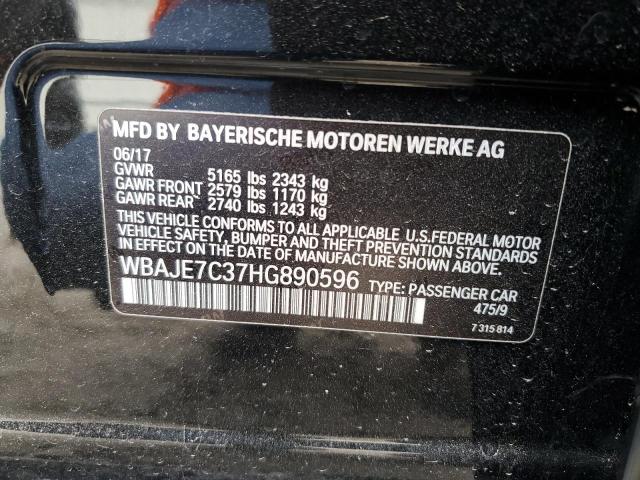 MFD BY BAYERISCHE MOTOREN WERKE AG
06/17
GVWR 5165 lbs 2343 kg
GAWR FRONT 2579 lbs 1170 kg
GAWR REAR 2740 lbs 1243 kg
THIS VEHICLE CONFORMS TO ALL APPLICABLE U.S.FEDERAL MOTOR
VEHICLE SAFETY, BUMPER AND THEFT PREVENTION STANDARDS
IN EFFECT ON THE DATE OF MANUFACTURE SHOWN ABOVE.
WBAJE7C37HG890596 TYPE: PASSENGER CAR
475/9
7 315 814